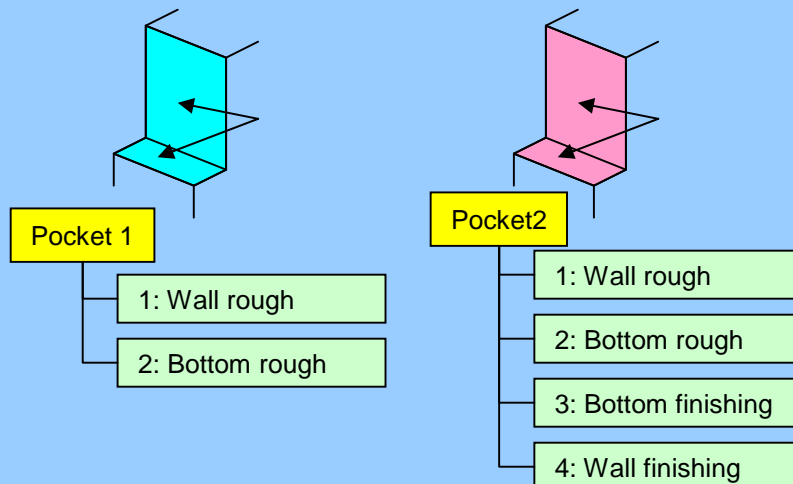 Pocket 1
1: Wall rough
2: Bottom rough
Pocket2
1: Wall rough
2: Bottom rough
3: Bottom finishing
4: Wall finishing